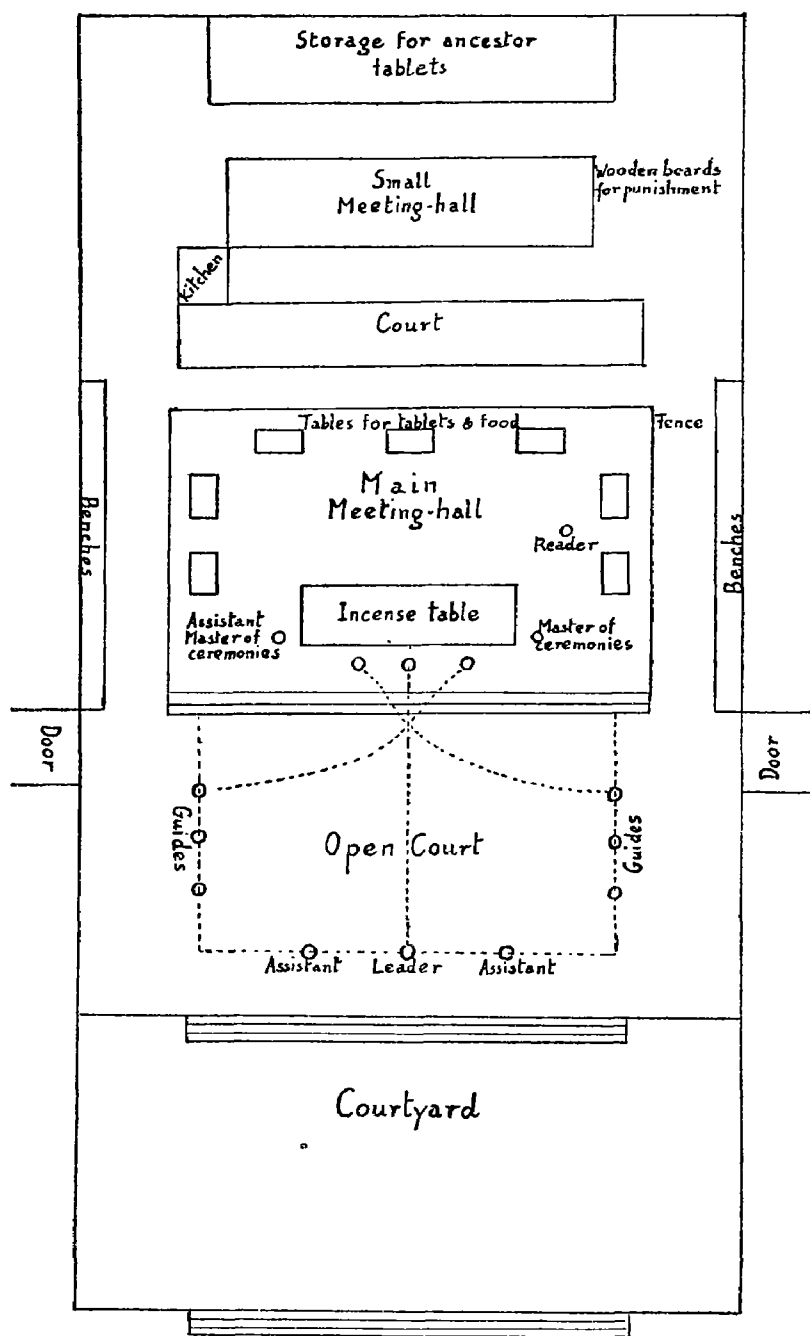 Storage for ancestor
tablets
Small
Meeting-hall
Wooden boards
for punishment
Kitchen
Court
Tables for tablets & food
Fence
Main
Meeting-hall
Benches
Benches
Reader
Incense table
Assistant
Master of
ceremonies
Master of
ceremonies
Door
Door
Guides
Open Court
Guides
Assistant
Leader
Assistant
Courtyard